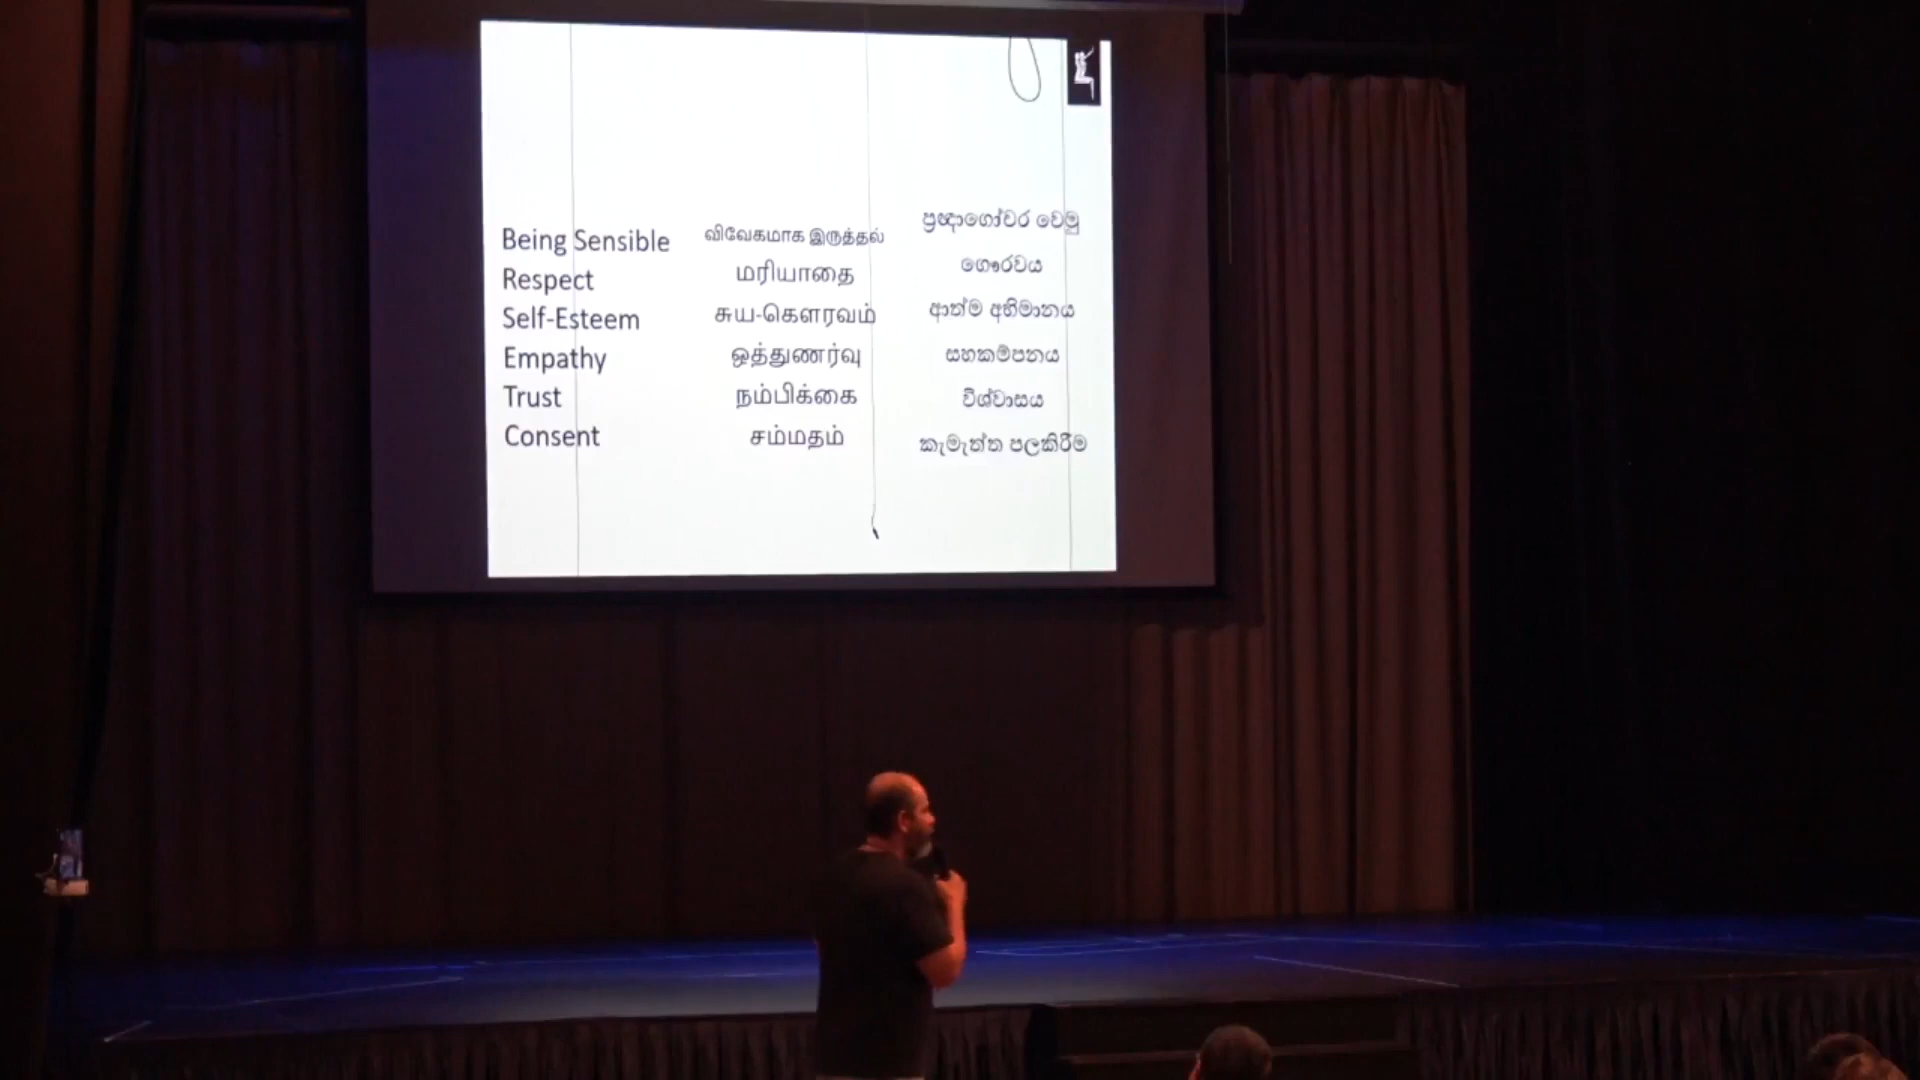 Being Sensible
Respect
Self-Esteem
Empathy
Trust
Consent
விவேகமாக இருத்தல்
மரியாதை
சுய-கௌரவம்
ஒத்துணர்வு
நம்பிக்கை
சம்மதம்
ප්‍රඥාගෝචර වෙමු
ගෞරවය
ආත්ම අභිමානය
සහකම්පනය
විශ්වාසය
කැමැත්ත පලකිරීම